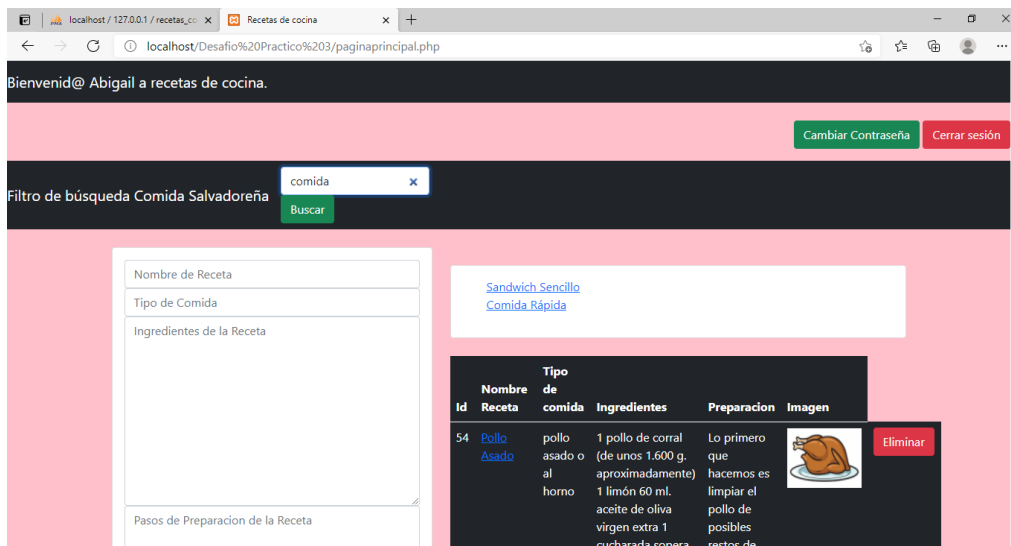 localhost / 127.0.0.1 / recetas_co
Recetas de cocina
localhost/Desafio%20Practico%203/paginaprincipal.php
Bienvenid@ Abigail a recetas de cocina.
Cambiar Contraseña
Cerrar sesión
Filtro de búsqueda Comida Salvadoreña
comida
Buscar
Nombre de Receta
Tipo de Comida
Ingredientes de la Receta
Pasos de Preparacion de la Receta
Sandwich Sencillo
Comida Rápida
Id
Nombre
Receta
Tipo
de
comida
Ingredientes
Preparacion
Imagen
54
Pollo
Asado
pollo
asado o
al
horno
1 pollo de corral
(de unos 1.600 g.
aproximadamente)
1 limón 60 ml.
aceite de oliva
virgen extra 1
cucharada sopera
Lo primero
que
hacemos es
limpiar el
pollo de
posibles
restos de
Eliminar